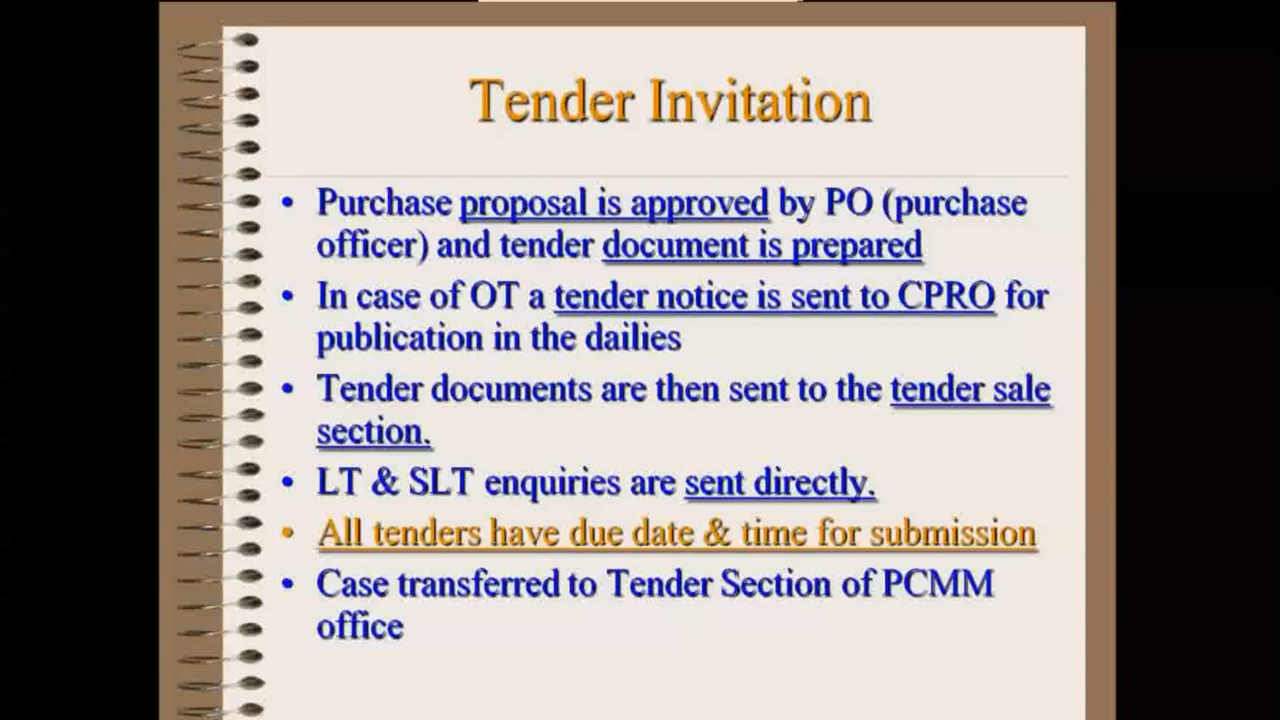 Tender Invitation
• Purchase proposal is approved by PO (purchase
officer) and tender document is prepared
• In case of OT a tender notice is sent to CPRO for
publication in the dailies
• Tender documents are then sent to the tender sale
section.
• LT & SLT enquiries are sent directly.
• All tenders have due date & time for submission
• Case transferred to Tender Section of PCMM
office